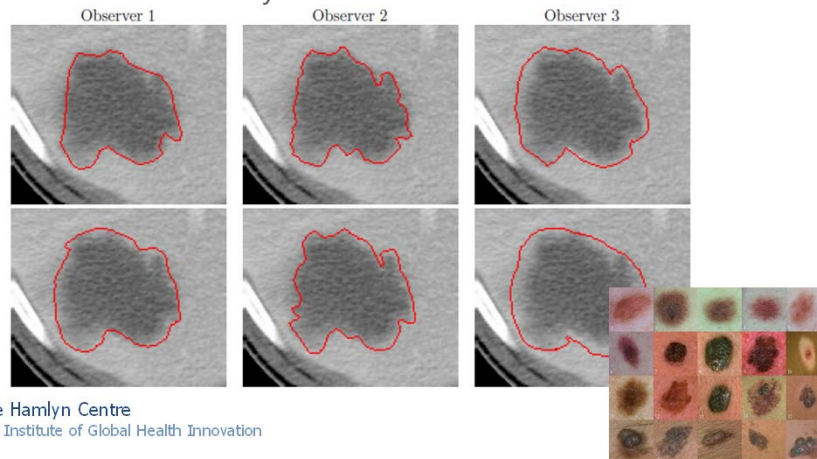 Observer 1
Observer 2
Observer 3
Hamlyn Centre
Institute of Global Health Innovation